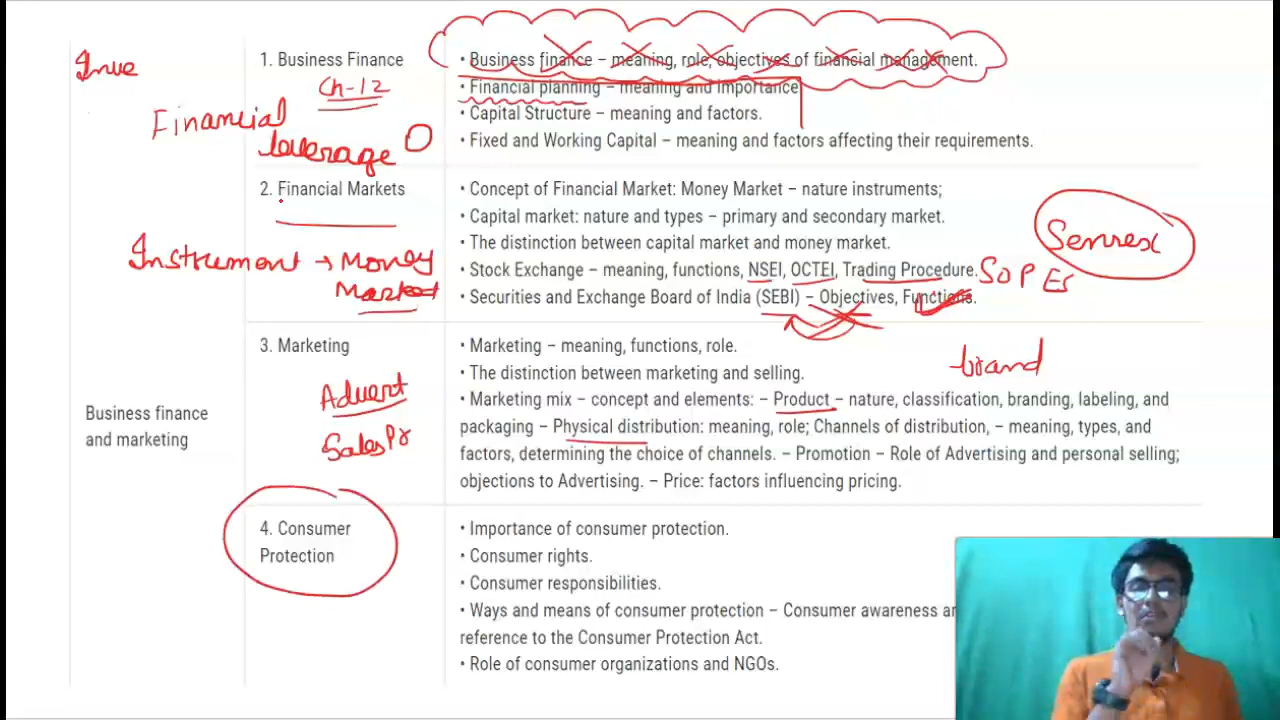 Inve
1. Business Finance
Ch-12
Financial
leverage
• Business finance – meaning, role, objectives of financial management.
• Financial planning – meaning and importance
• Capital Structure – meaning and factors.
• Fixed and Working Capital – meaning and factors affecting their requirements.
2. Financial Markets
Instrument → Money
Market
• Concept of Financial Market: Money Market – nature instruments;
• Capital market: nature and types – primary and secondary market.
• The distinction between capital market and money market.
• Stock Exchange – meaning, functions, NSEI, OCTEI, Trading Procedure.
• Securities and Exchange Board of India (SEBI) – Objectives, Functions.
Sensex
SOPEs
Business finance
and marketing
3. Marketing
Advert
Sales Pr
• Marketing – meaning, functions, role.
• The distinction between marketing and selling.
brand
• Marketing mix – concept and elements: – Product – nature, classification, branding, labeling, and
packaging – Physical distribution: meaning, role; Channels of distribution, – meaning, types, and
factors, determining the choice of channels. – Promotion – Role of Advertising and personal selling;
objections to Advertising. – Price: factors influencing pricing.
4. Consumer
Protection
• Importance of consumer protection.
• Consumer rights.
• Consumer responsibilities.
• Ways and means of consumer protection – Consumer awareness
reference to the Consumer Protection Act.
• Role of consumer organizations and NGOs.